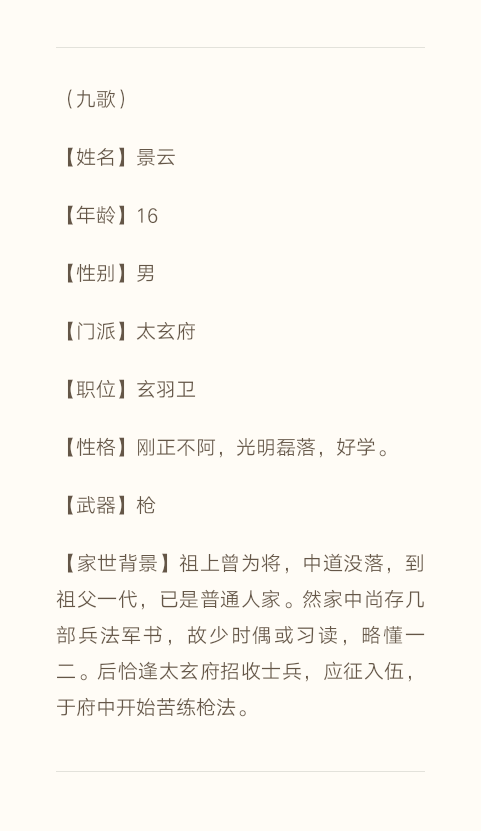 （九歌）
【姓名】景云
【年龄】16
【性别】男
【门派】太玄府
【职位】玄羽卫
【性格】刚正不阿，光明磊落，好学。
【武器】枪
【家世背景】祖上曾为将，中道没落，到
祖父一代，已是普通人家。然家中尚存几
部兵法军书，故少时偶或习读，略懂一
二。后恰逢太玄府招收士兵，应征入伍，
于府中开始苦练枪法。